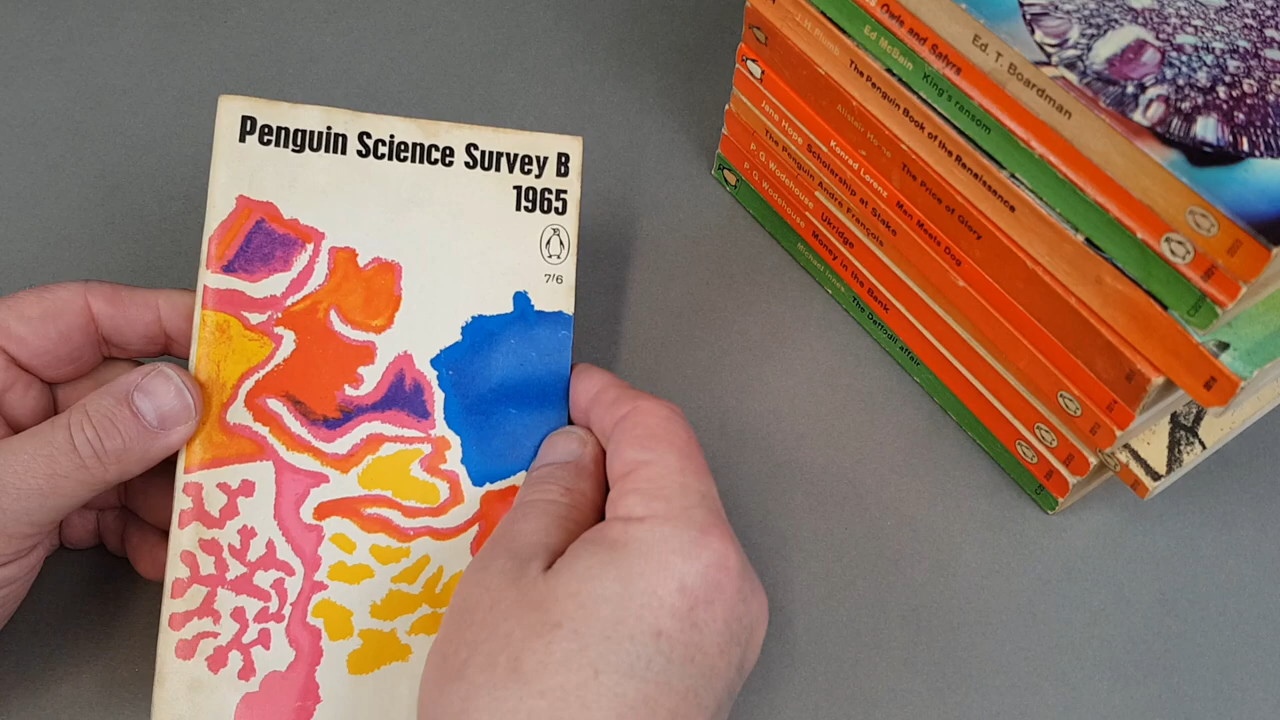 Penguin Science Survey B
1965
7'6
Ed. T. Boardman
Owls and Satyrs
Ed McBain King's ransom
J. H. Plumb The Penguin Book of the Renaissance
Alistair Horne The Price of Glory
Konrad Lorenz Man Meets Dog
Jane Hope Scholarship at Stake
The Penguin André François
P. G. Wodehouse Ukridge
P. G. Wodehouse Money in the Bank
Michael Innes The Daffodil affair